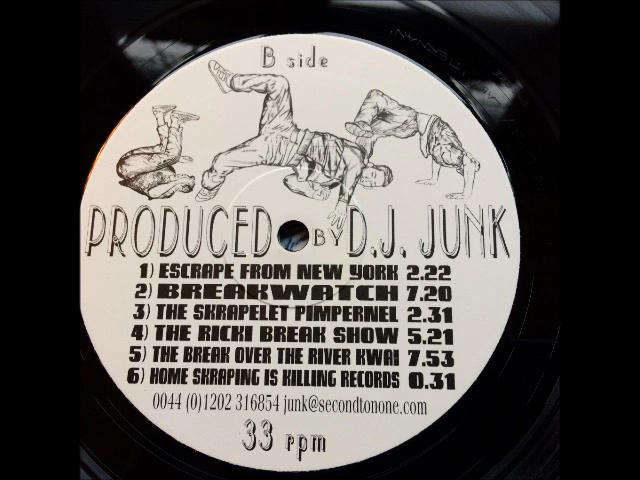 B side
PRODUCED BY D.J. JUNK
1) ESCRAPE FROM NEW YORK 2.22
2) BREAKWATCH 7.20
3) THE SKRAPELET PIMPERNEL 2.31
4) THE RICKI BREAK SHOW 5.21
5) THE BREAK OVER THE RIVER KWAI 7.53
6) HOME SKRAPING IS KILLING RECORDS 0.31
0044 (0)1202 316854 junk@secondtonone.com
33 rpm